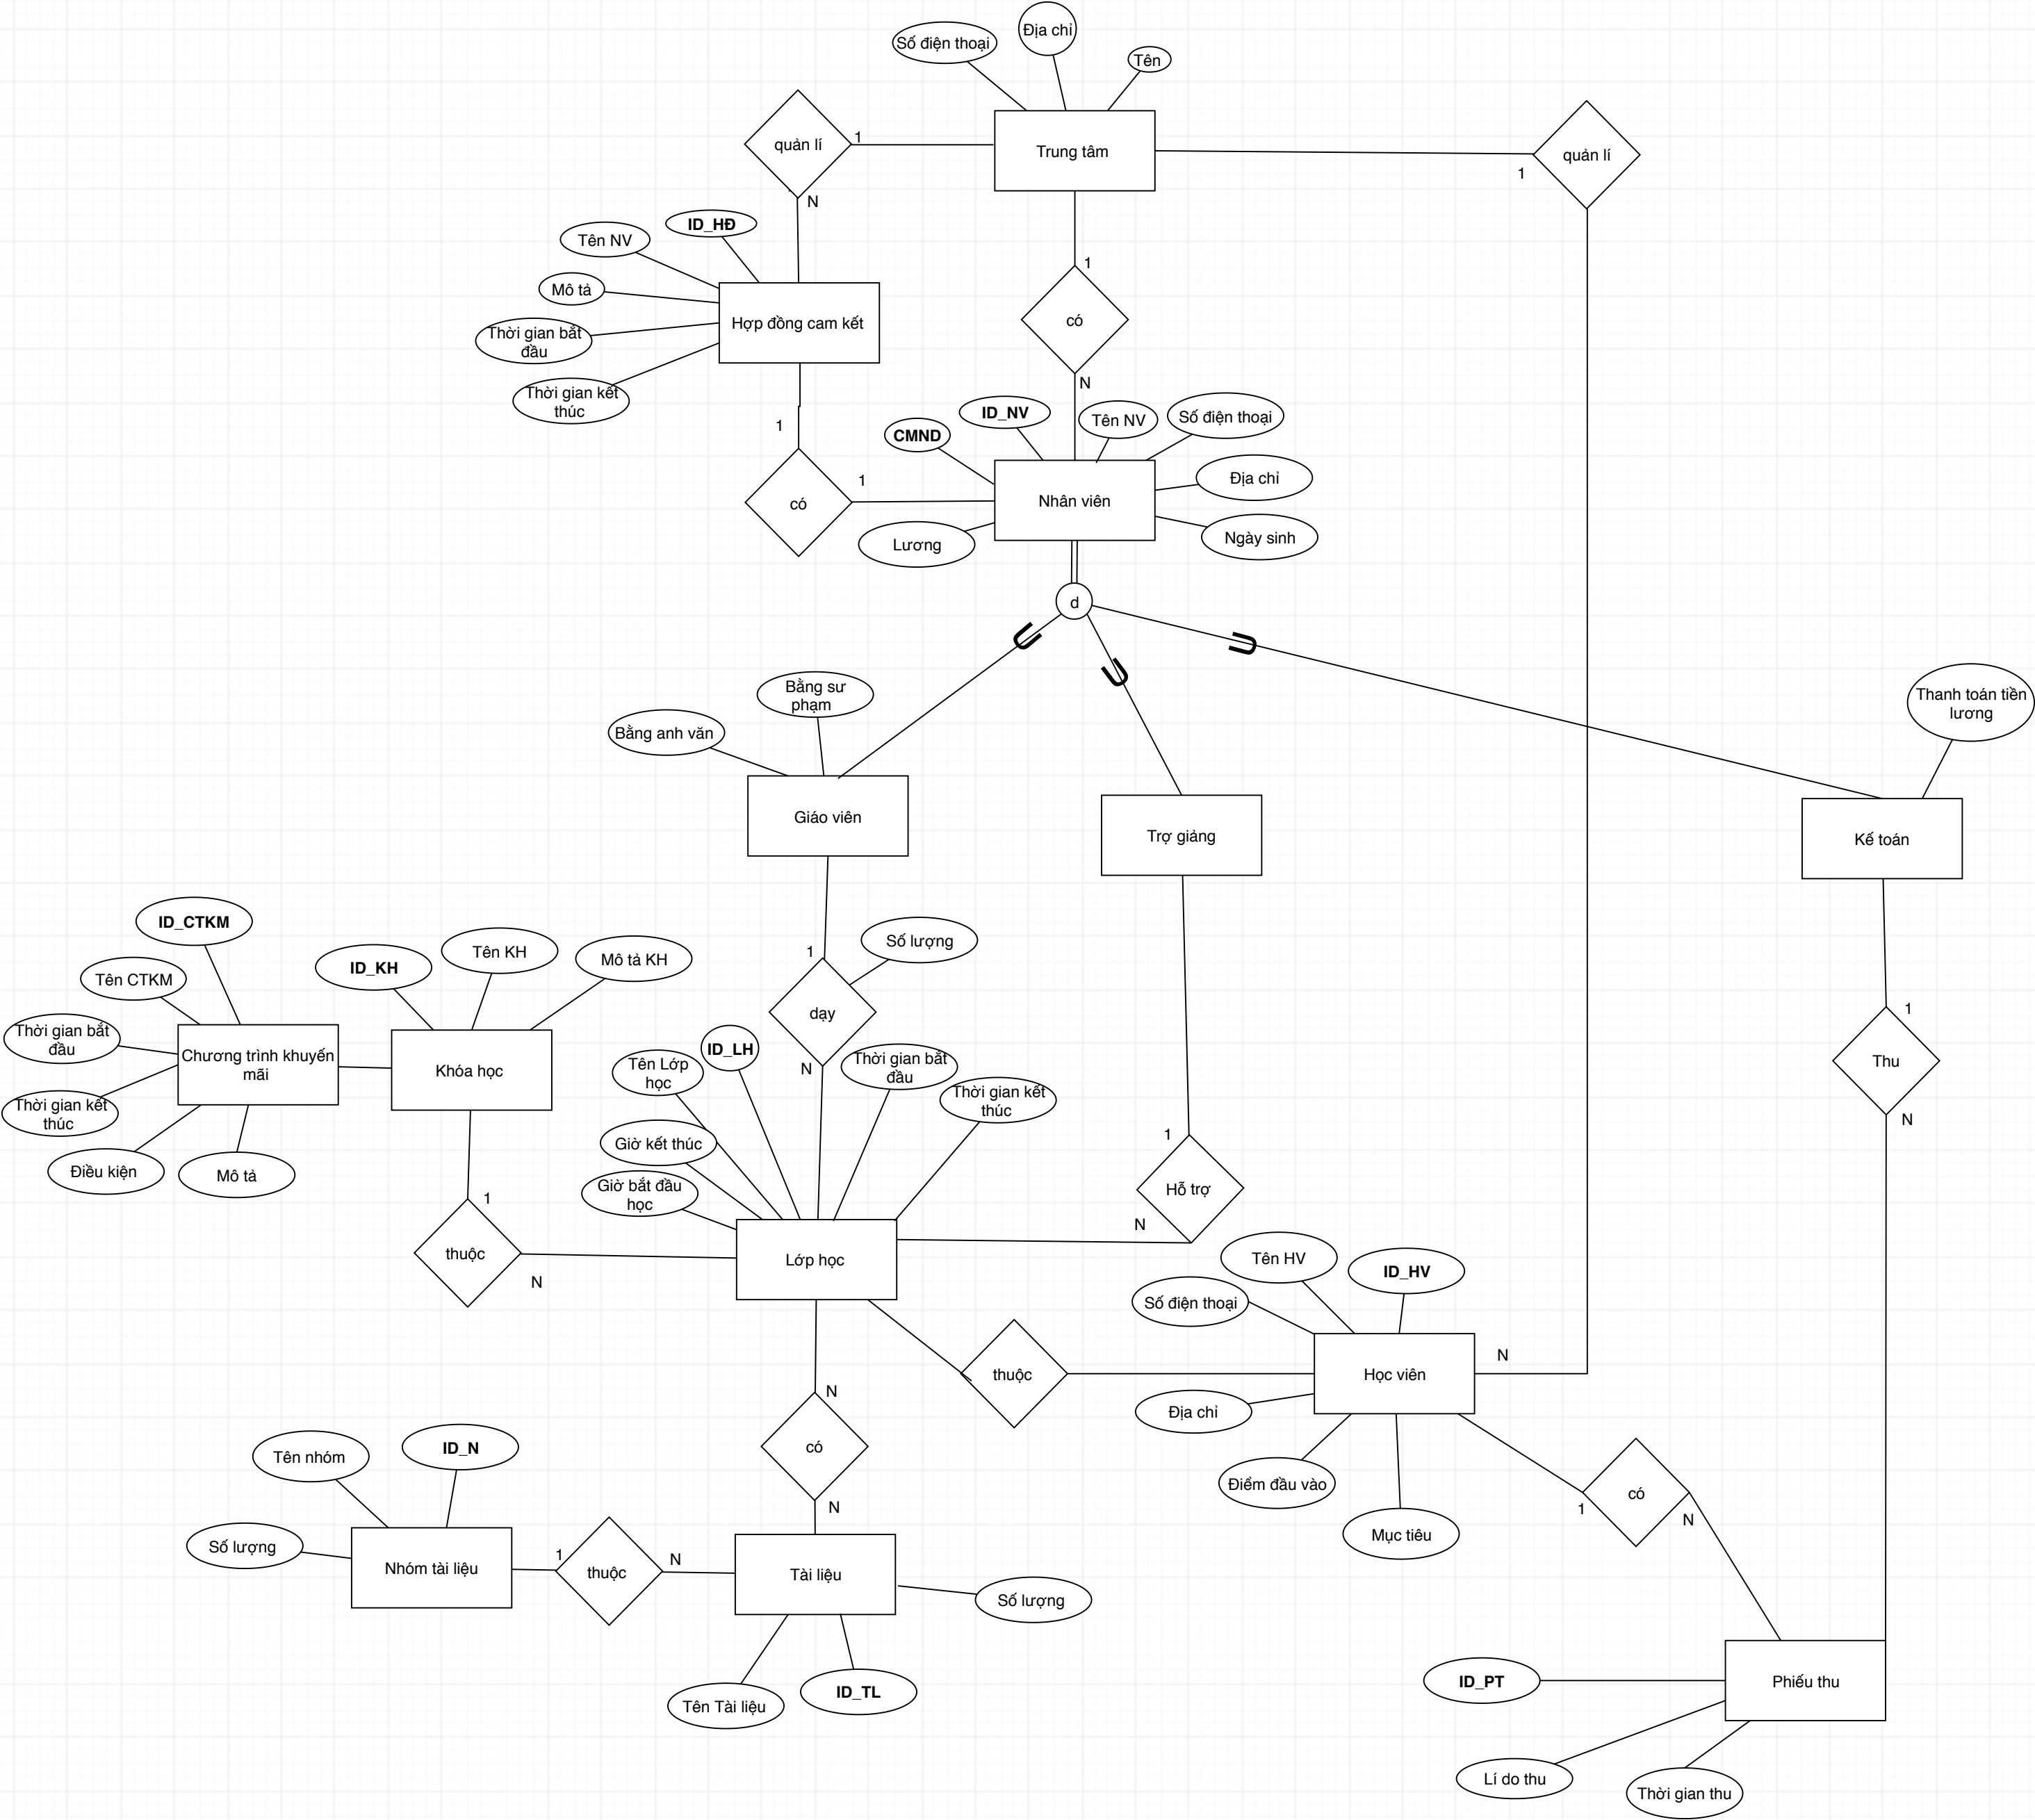 Địa chỉ
Số điện thoại
Tên
quản lí
1
Trung tâm
1
quản lí
N
ID_HĐ
Tên NV
Mô tả
Thời gian bắt
đầu
Thời gian kết
thúc
Hợp đồng cam kết
1
có
N
1
có
1
CMND
ID_NV
Tên NV
Số điện thoại
Địa chỉ
Ngày sinh
Lương
Nhân viên
d
Bằng sư
phạm
Bằng anh văn
Thanh toán tiền
lương
Giáo viên
Trợ giảng
Kế toán
ID_CTKM
Tên CTKM
Thời gian bắt
đầu
Thời gian kết
thúc
Điều kiện
Mô tả
Chương trình khuyến
mãi
ID_KH
Tên KH
Mô tả KH
Khóa học
1
Số lượng
dạy
N
1
Thu
N
ID_LH
Tên Lớp
học
Giờ kết thúc
Giờ bắt đầu
học
Thời gian bắt
đầu
Thời gian kết
thúc
1
Hỗ trợ
N
1
thuộc
N
Lớp học
Tên HV
ID_HV
Số điện thoại
Học viên
N
thuộc
Địa chỉ
Điểm đầu vào
Mục tiêu
N
có
N
1
có
N
Tên nhóm
ID_N
Số lượng
Nhóm tài liệu
1
thuộc
N
Tài liệu
Số lượng
Tên Tài liệu
ID_TL
ID_PT
Phiếu thu
Lí do thu
Thời gian thu